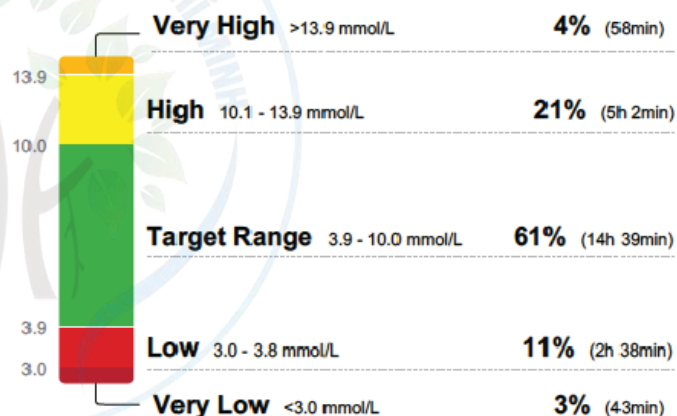 Very High >13.9 mmol/L 4% (58min)
13.9
High 10.1 - 13.9 mmol/L 21% (5h 2min)
10.0
Target Range 3.9 - 10.0 mmol/L 61% (14h 39min)
3.9
Low 3.0 - 3.8 mmol/L 11% (2h 38min)
3.0
Very Low <3.0 mmol/L 3% (43min)